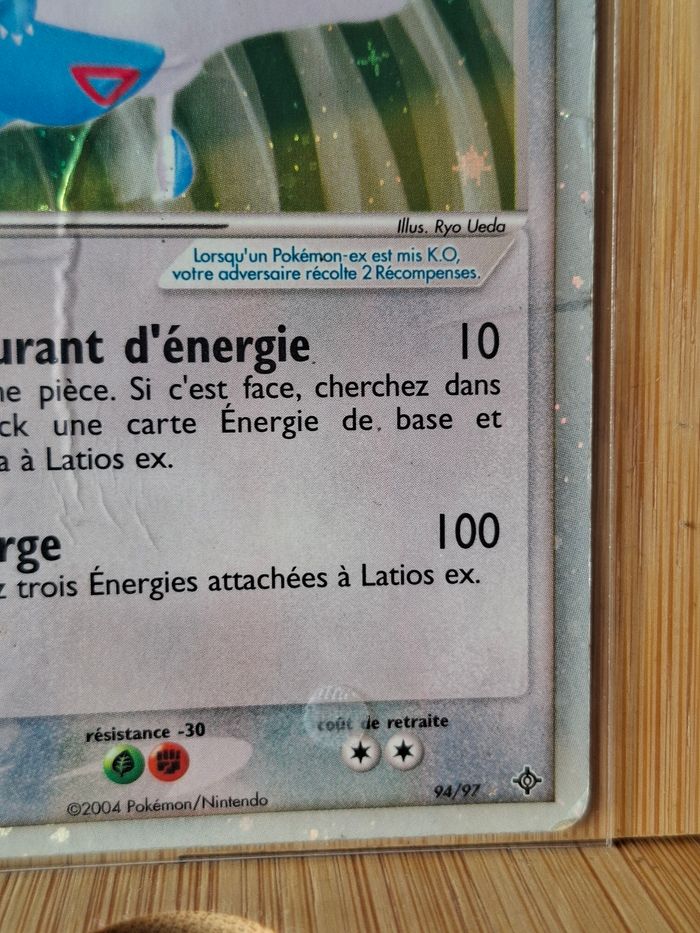 Illus. Ryo Ueda
Lorsqu'un Pokémon-ex est mis K.O,
votre adversaire récolte 2 Récompenses.
urant d'énergie 10
ne pièce. Si c'est face, cherchez dans
ck une carte Énergie de base et
a à Latios ex.
rge 100
z trois Énergies attachées à Latios ex.
résistance -30 coût de retraite
©2004 Pokémon/Nintendo 94/97